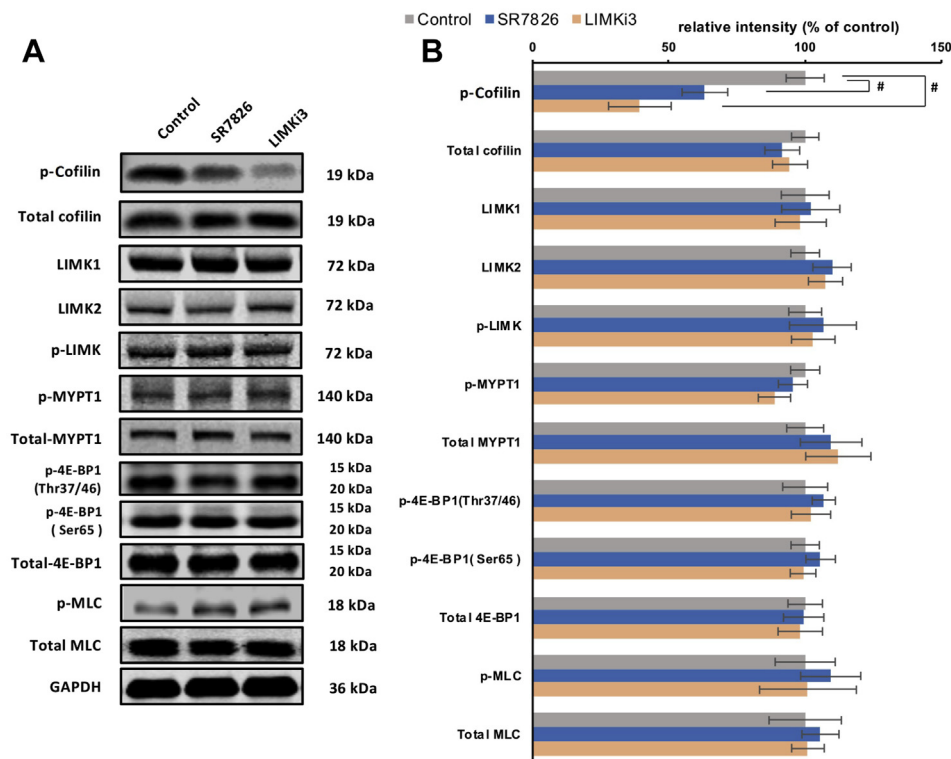 A
Control SR7826 LIMKi3
p-Cofilin 19 kDa
Total cofilin 19 kDa
LIMK1 72 kDa
LIMK2 72 kDa
p-LIMK 72 kDa
p-MYPT1 140 kDa
Total-MYPT1 140 kDa
p-4E-BP1 15 kDa
(Thr37/46) 20 kDa
p-4E-BP1 15 kDa
( Ser65 ) 20 kDa
Total-4E-BP1 15 kDa
20 kDa
p-MLC 18 kDa
Total MLC 18 kDa
GAPDH 36 kDa
B
Control SR7826 LIMKi3
relative intensity (% of control)
0 50 100 150
p-Cofilin
# #
Total cofilin
LIMK1
LIMK2
p-LIMK
p-MYPT1
Total MYPT1
p-4E-BP1(Thr37/46)
p-4E-BP1( Ser65 )
Total 4E-BP1
p-MLC
Total MLC